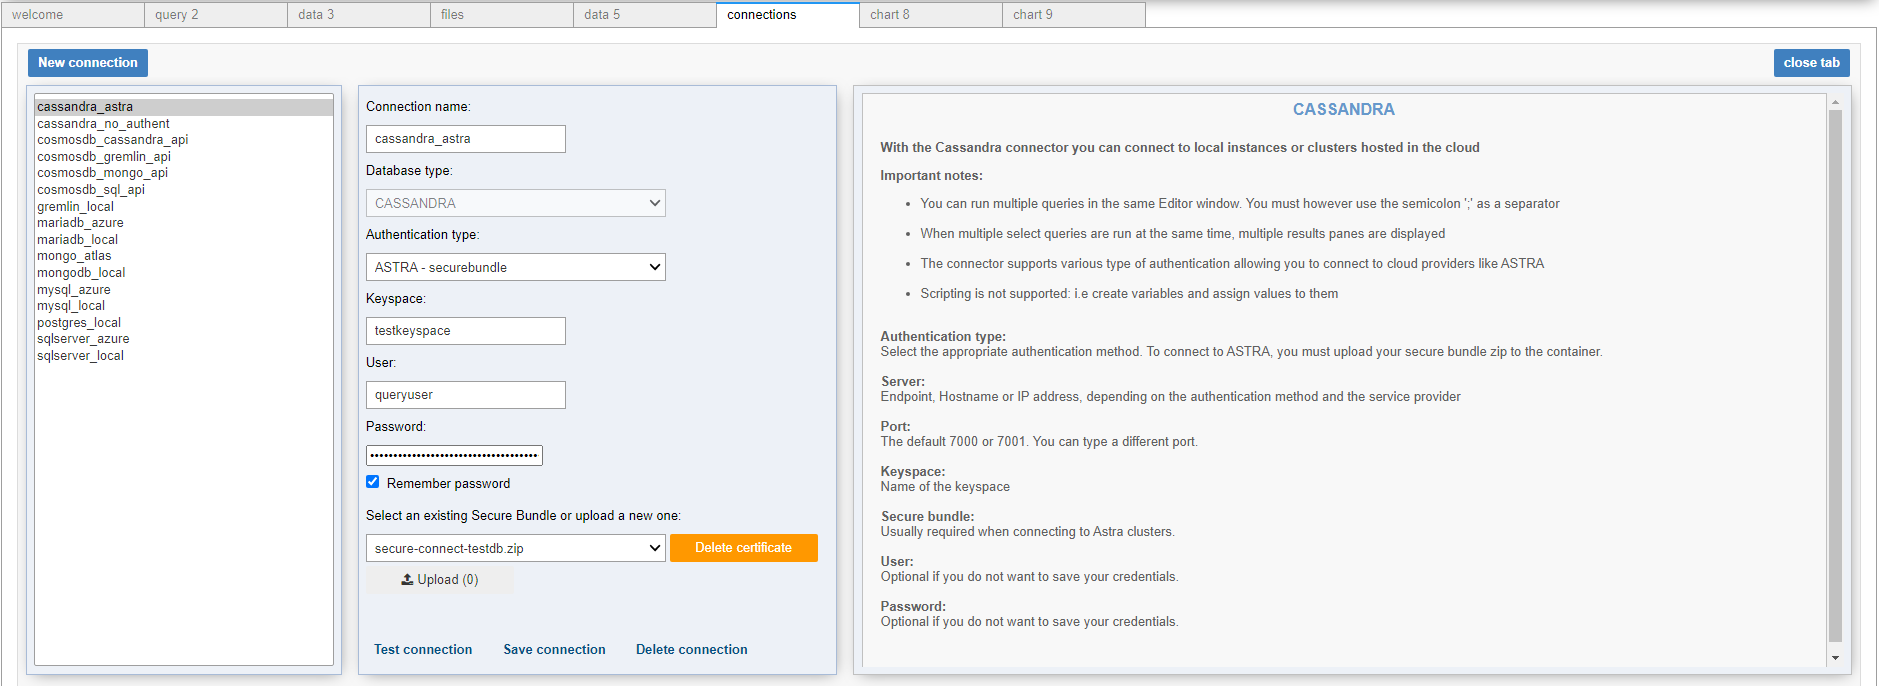 welcome
query 2
data 3
files
data 5
connections
chart 8
chart 9
New connection
close tab
cassandra_astra
cassandra_no_authent
cosmosdb_cassandra_api
cosmosdb_gremlin_api
cosmosdb_mongo_api
cosmosdb_sql_api
gremlin_local
mariadb_azure
mariadb_local
mongo_atlas
mongodb_local
mysql_azure
mysql_local
postgres_local
sqlserver_azure
sqlserver_local
Connection name:
cassandra_astra
Database type:
CASSANDRA
Authentication type:
ASTRA - securebundle
Keyspace:
testkeyspace
User:
queryuser
Password:
Remember password
Select an existing Secure Bundle or upload a new one:
secure-connect-testdb.zip
Delete certificate
Upload (0)
Test connection
Save connection
Delete connection
CASSANDRA
With the Cassandra connector you can connect to local instances or clusters hosted in the cloud
Important notes:
• You can run multiple queries in the same Editor window. You must however use the semicolon ';' as a separator
• When multiple select queries are run at the same time, multiple results panes are displayed
• The connector supports various type of authentication allowing you to connect to cloud providers like ASTRA
• Scripting is not supported: i.e create variables and assign values to them
Authentication type:
Select the appropriate authentication method. To connect to ASTRA, you must upload your secure bundle zip to the container.
Server:
Endpoint, Hostname or IP address, depending on the authentication method and the service provider
Port:
The default 7000 or 7001. You can type a different port.
Keyspace:
Name of the keyspace
Secure bundle:
Usually required when connecting to Astra clusters.
User:
Optional if you do not want to save your credentials.
Password:
Optional if you do not want to save your credentials.